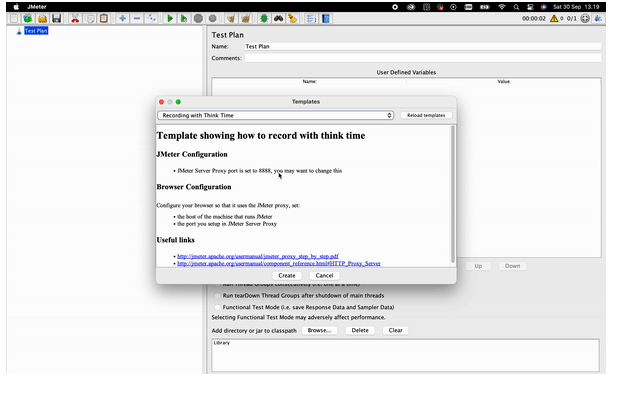 JMeter
Sat 30 Sep 13.19
00:00:02 0 0/1
Test Plan
Test Plan
Name: Test Plan
Comments:
User Defined Variables
Name: Value
Templates
Recording with Think Time
Reload templates
Template showing how to record with think time
JMeter Configuration
• JMeter Server Proxy port is set to 8888, you may want to change this
Browser Configuration
Configure your browser so that it uses the JMeter proxy, set:
• the host of the machine that runs JMeter
• the port you setup in JMeter Server Proxy
Useful links
• http://jmeter.apache.org/usermanual/jmeter_proxy_step_by_step.pdf
• http://jmeter.apache.org/usermanual/component_reference.html#HTTP_Proxy_Server
Create Cancel
Up Down
Run Thread Groups consecutively (i.e. one at a time)
Run tearDown Thread Groups after shutdown of main threads
Functional Test Mode (i.e. save Response Data and Sampler Data)
Selecting Functional Test Mode may adversely affect performance.
Add directory or jar to classpath Browse... Delete Clear
Library